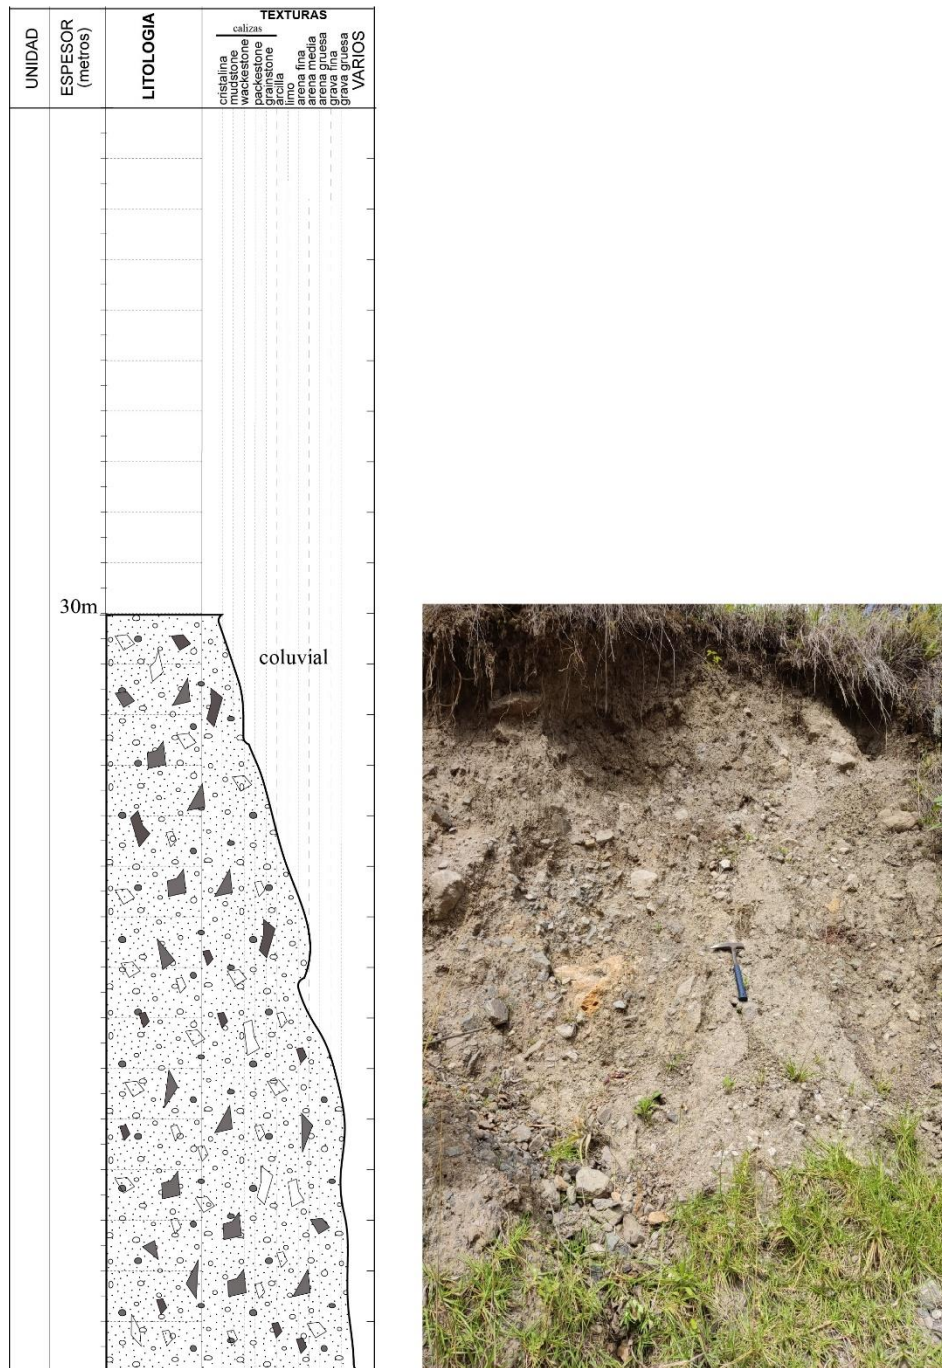 UNIDAD
ESPESOR
(metros)
LITOLOGIA
TEXTURAS
calizas
cristalina
mudstone
wackestone
packestone
grainstone
arcilla
limo
arena fina
arena media
arena gruesa
grava fina
grava gruesa
VARIOS
30m
coluvial